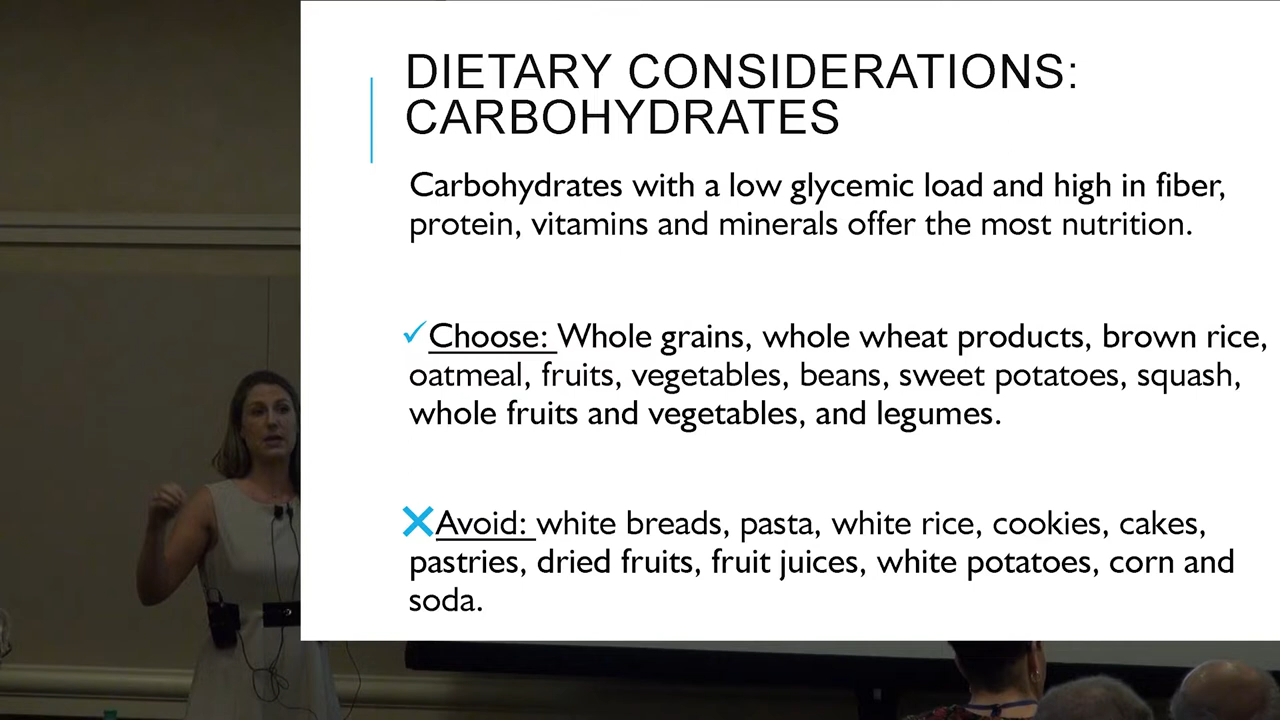 DIETARY CONSIDERATIONS:
CARBOHYDRATES
Carbohydrates with a low glycemic load and high in fiber,
protein, vitamins and minerals offer the most nutrition.
Choose: Whole grains, whole wheat products, brown rice,
oatmeal, fruits, vegetables, beans, sweet potatoes, squash,
whole fruits and vegetables, and legumes.
Avoid: white breads, pasta, white rice, cookies, cakes,
pastries, dried fruits, fruit juices, white potatoes, corn and
soda.